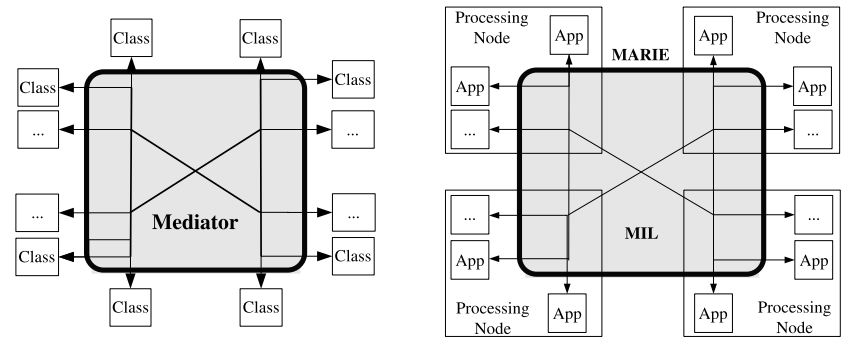 Class
Class
Class
Class
...
...
...
...
Mediator
Class
Class
Class
Class
Processing
Node
App
MARIE
App
Processing
Node
App
App
...
...
...
...
MIL
App
App
Processing
Node
App
App
Processing
Node